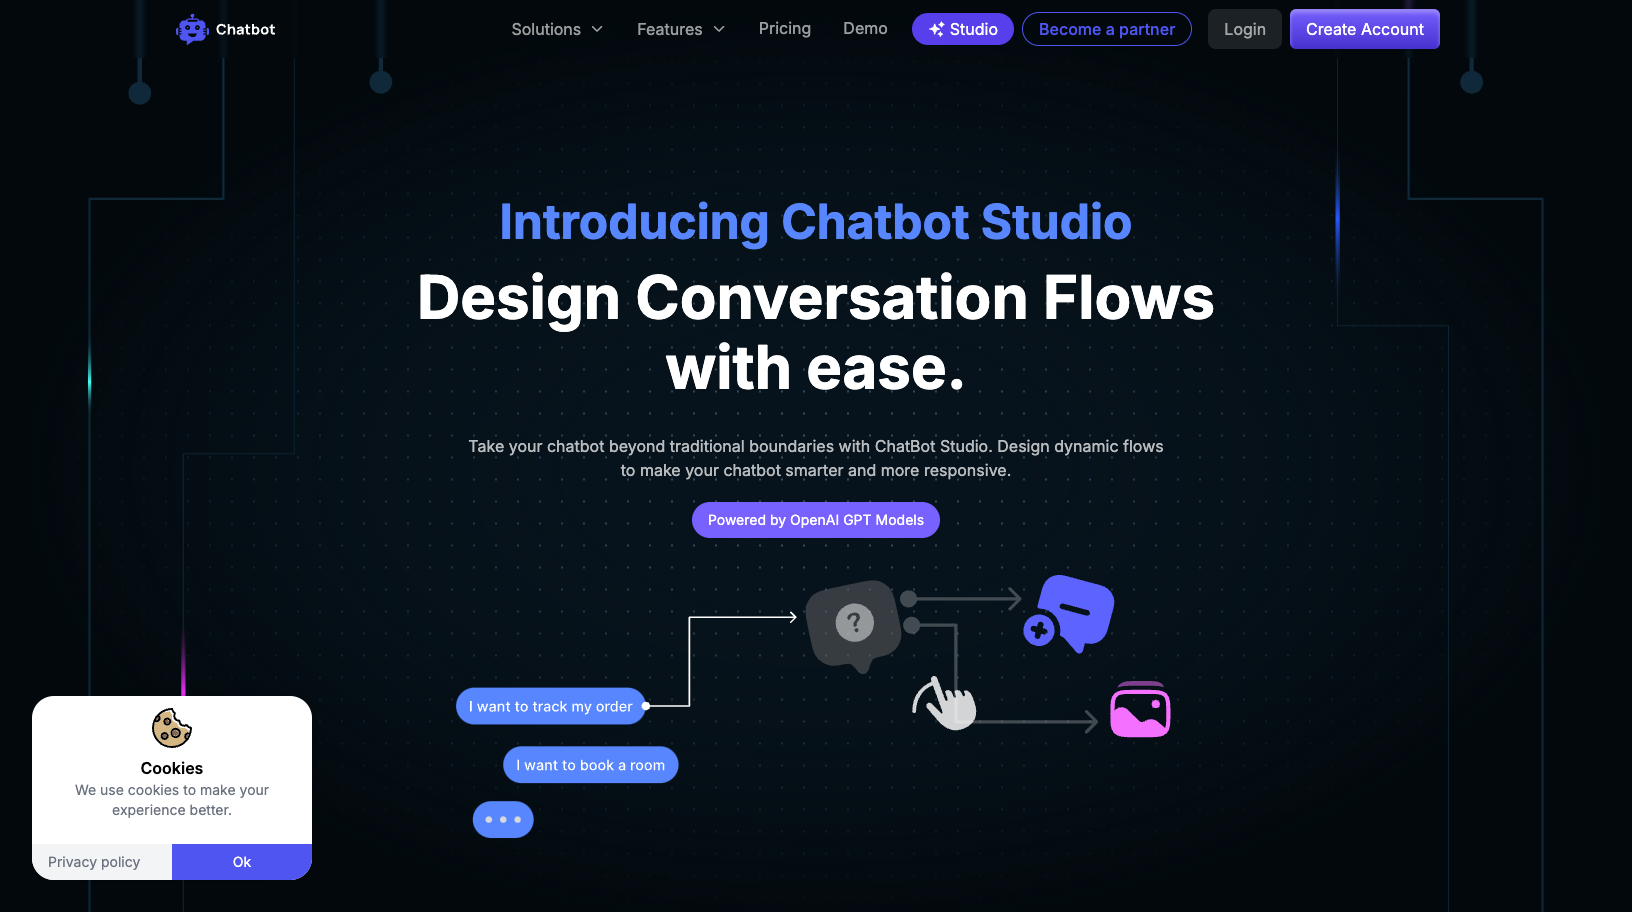 Chatbot
Solutions
Features
Pricing
Demo
Studio
Become a partner
Login
Create Account
Introducing Chatbot Studio
Design Conversation Flows
with ease.
Take your chatbot beyond traditional boundaries with ChatBot Studio. Design dynamic flows
to make your chatbot smarter and more responsive.
Powered by OpenAI GPT Models
?
I want to track my order
I want to book a room
Cookies
We use cookies to make your
experience better.
Privacy policy
Ok